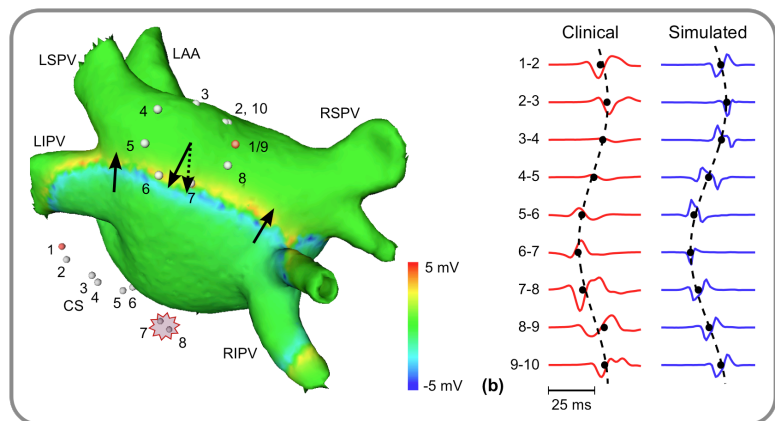 LAA
LSPV
3
4
2, 10
RSPV
5
1/9
LIPV
8
6
7
1
2
3
4
CS
5
6
7
8
RIPV
5 mV
-5 mV
(b)
Clinical
Simulated
1-2
2-3
3-4
4-5
5-6
6-7
7-8
8-9
9-10
25 ms